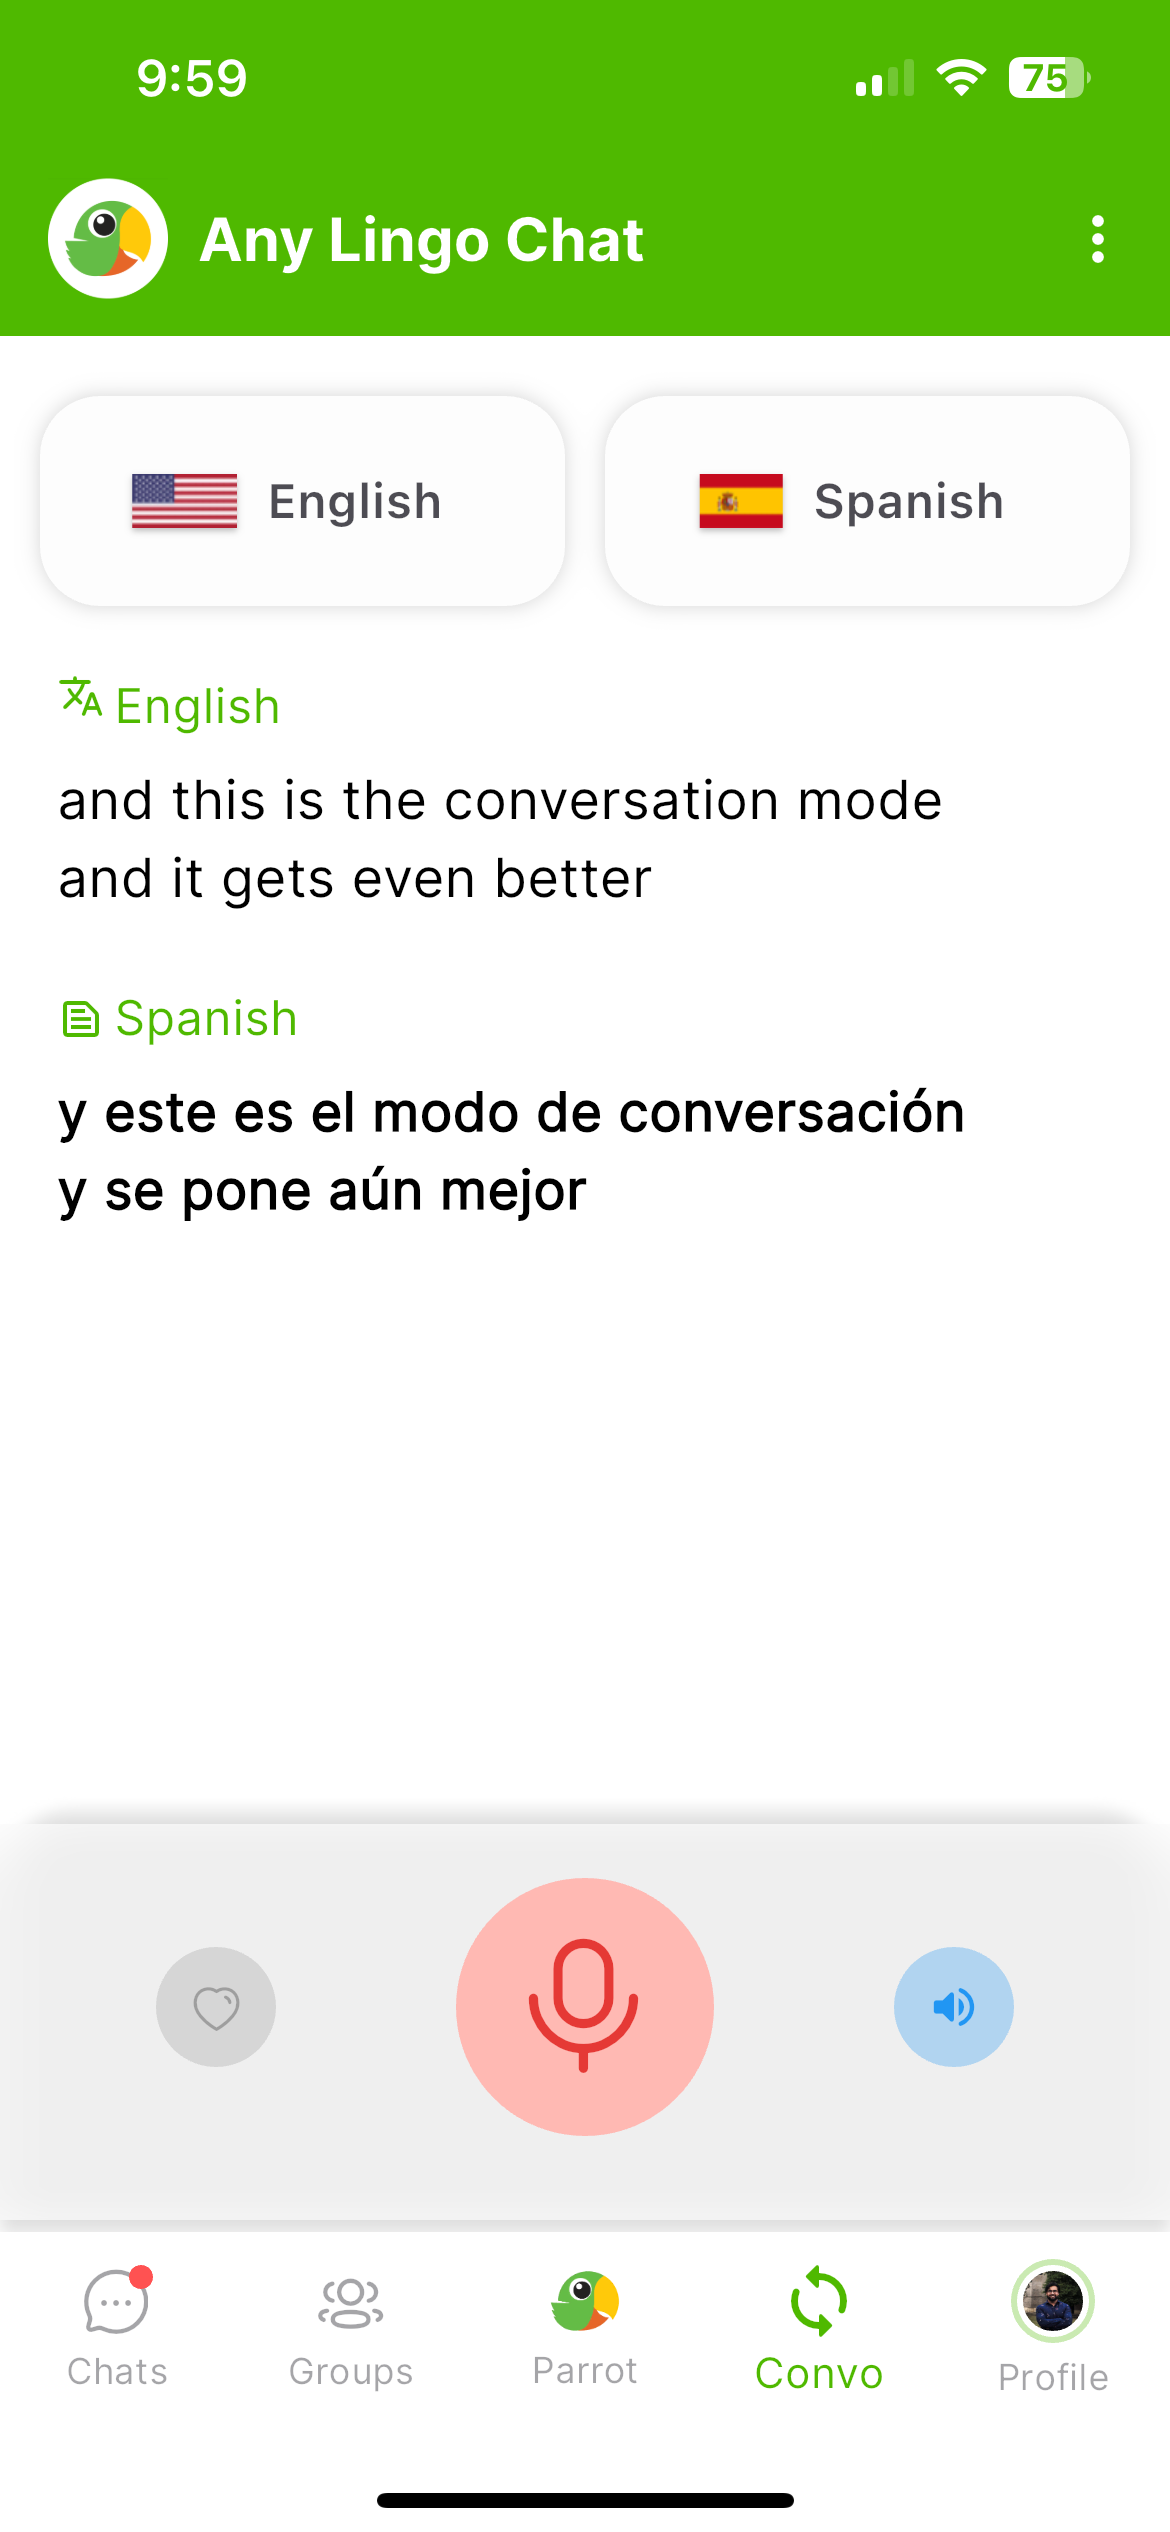 9:59
75
Any Lingo Chat
English
Spanish
English
and this is the conversation mode
and it gets even better
Spanish
y este es el modo de conversación
y se pone aún mejor
Chats
Groups
Parrot
Convo
Profile